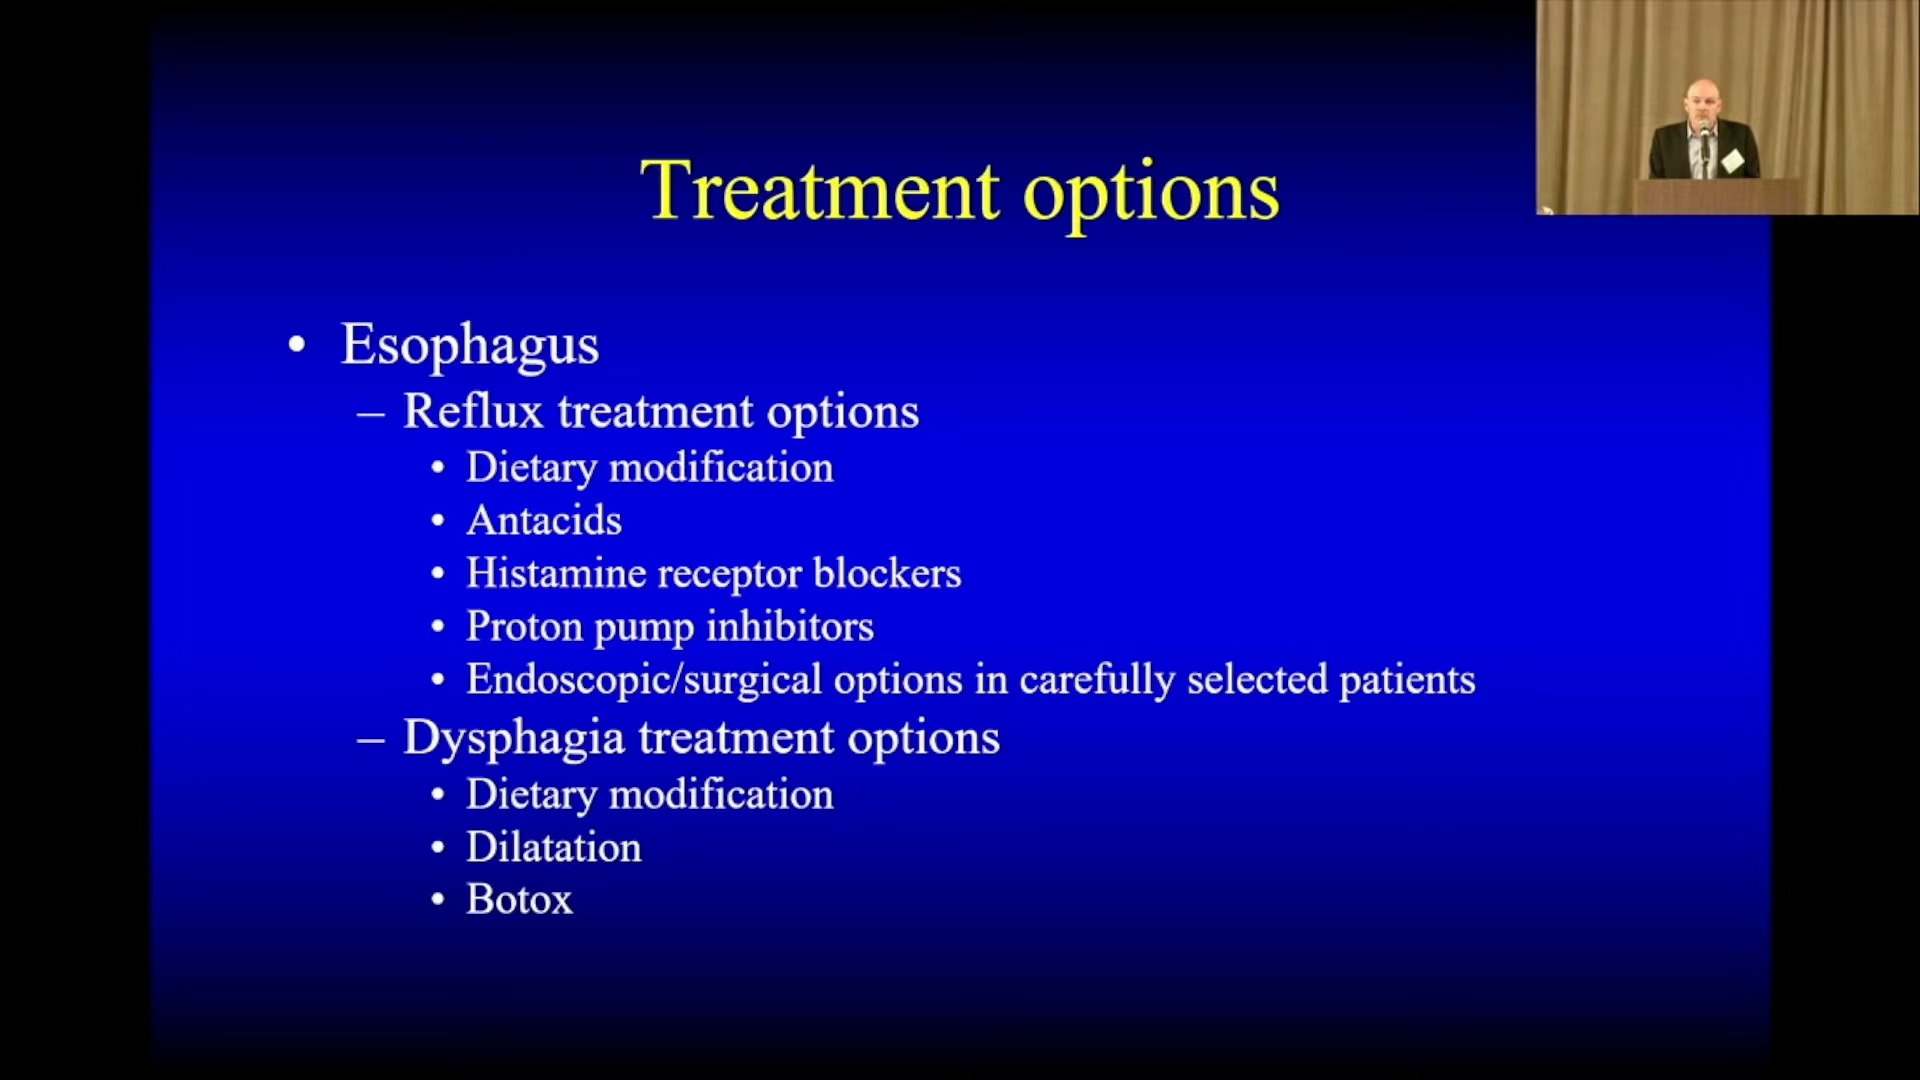 Treatment options
• Esophagus
– Reflux treatment options
• Dietary modification
• Antacids
• Histamine receptor blockers
• Proton pump inhibitors
• Endoscopic/surgical options in carefully selected patients
– Dysphagia treatment options
• Dietary modification
• Dilatation
• Botox